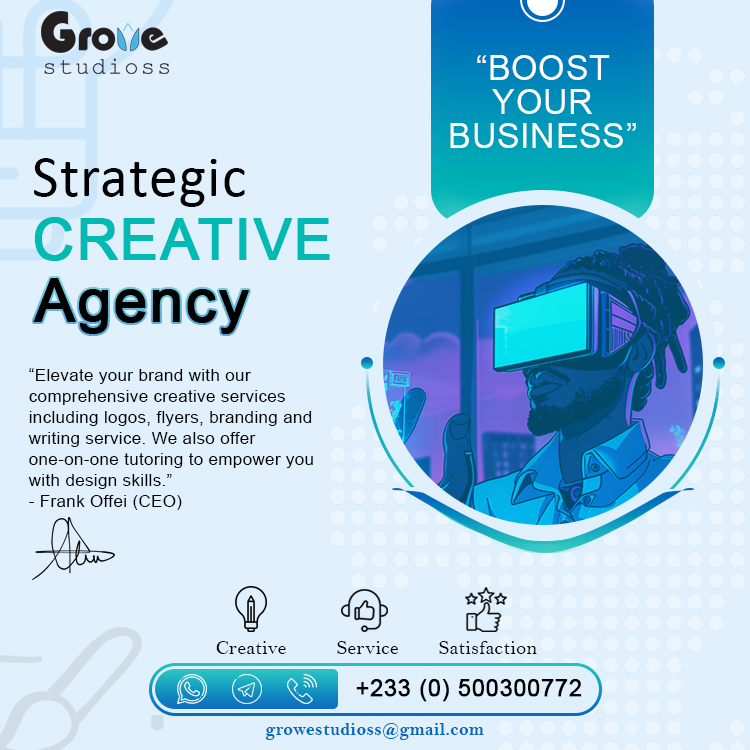 Growe
studioss
“BOOST
YOUR
BUSINESS”
Strategic
CREATIVE
Agency
“Elevate your brand with our
comprehensive creative services
including logos, flyers, branding and
writing service. We also offer
one-on-one tutoring to empower you
with design skills.”
- Frank Offei (CEO)
Creative
Service
Satisfaction
+233 (0) 500300772
growestudioss@gmail.com